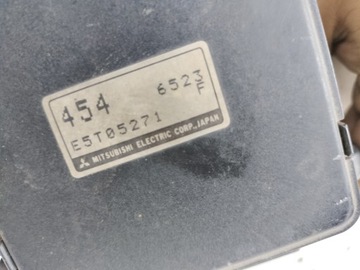 454 6523
F
E5T05271
MITSUBISHI ELECTRIC CORP. JAPAN